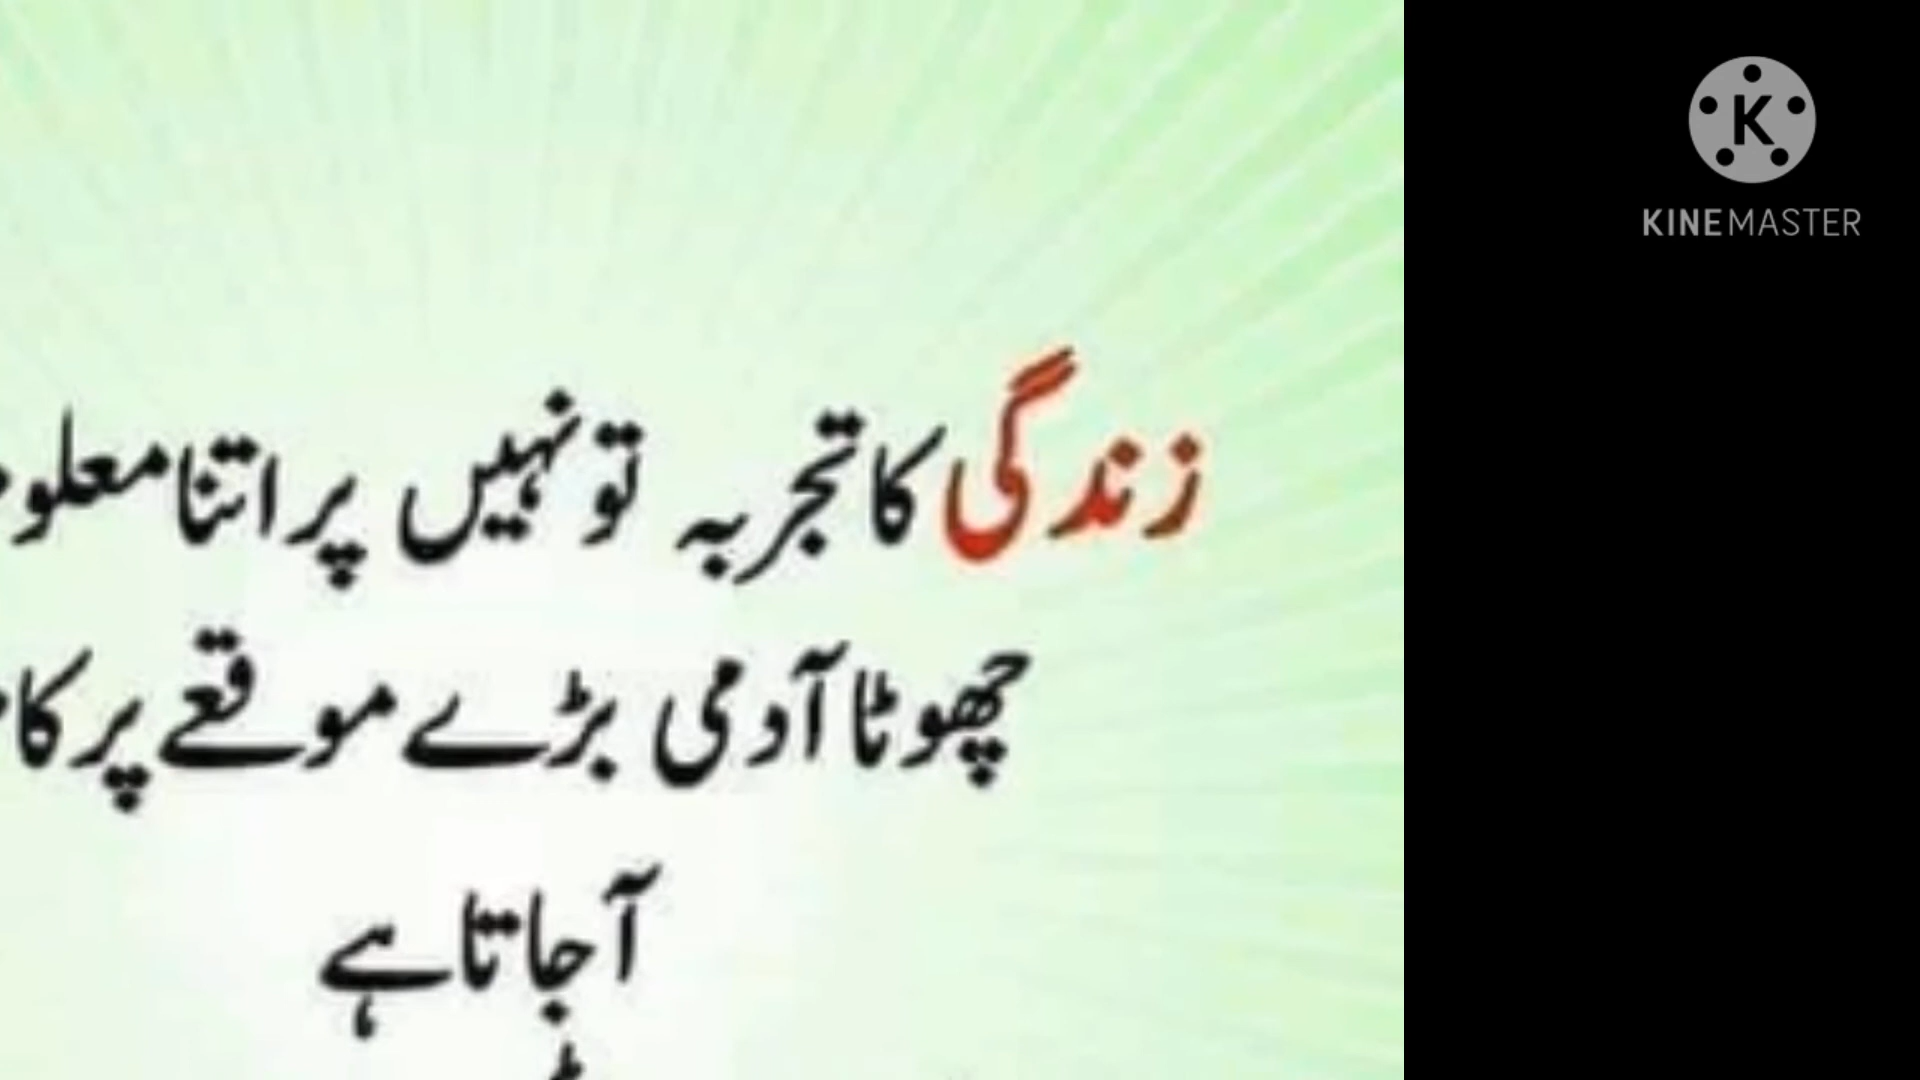 زندگی کا تجربہ تو نہیں پر اتنا
چھوٹا آدمی بڑے موقعے پر
آجاتا ہے
KINEMASTER